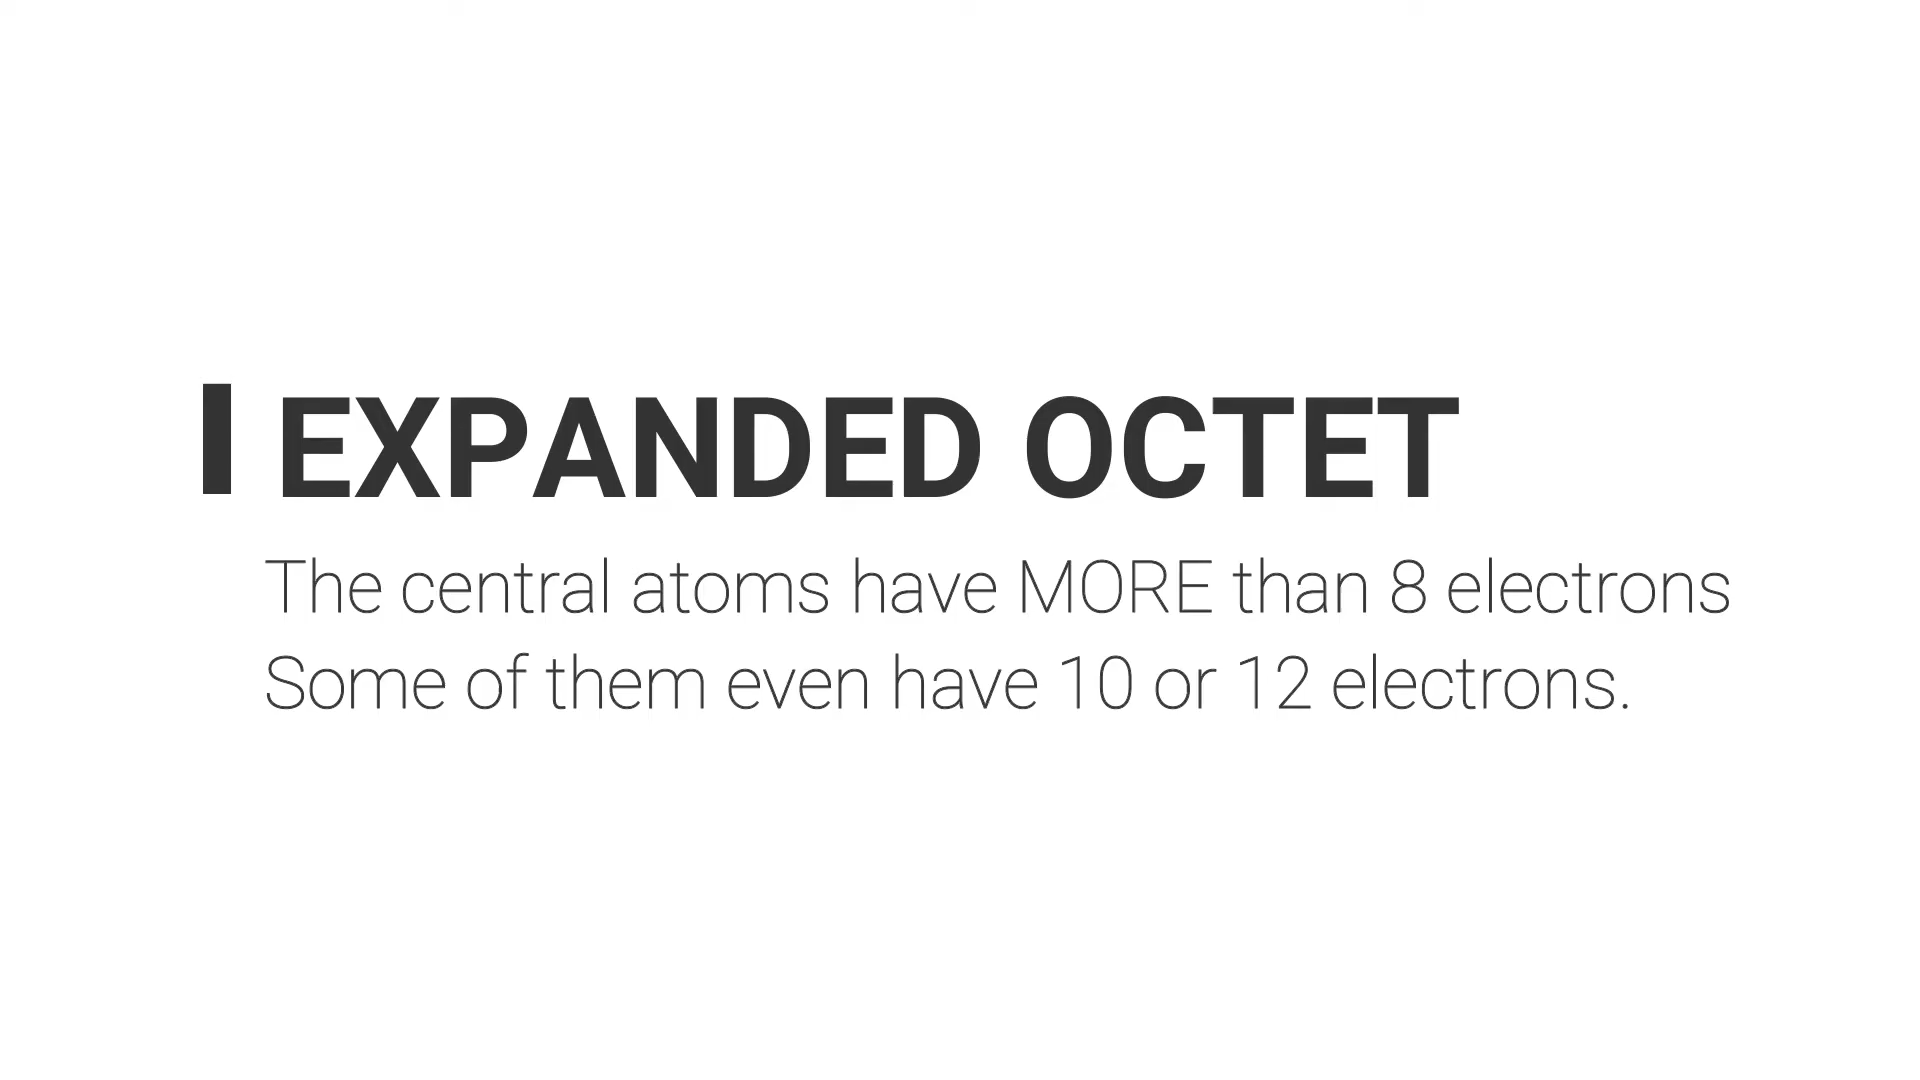 EXPANDED OCTET
The central atoms have MORE than 8 electrons
Some of them even have 10 or 12 electrons.